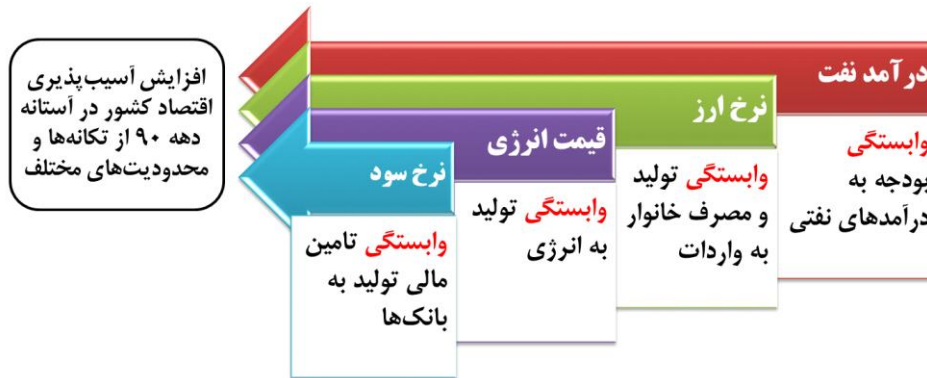 درآمد نفت
وابستگی
بودجه به
درآمدهای نفتی
نرخ ارز
وابستگی تولید
و مصرف خانوار
به واردات
قیمت انرژی
وابستگی تولید
به انرژی
نرخ سود
وابستگی تامین
مالی تولید به
بانک‌ها
افزایش آسیب‌پذیری
اقتصاد کشور در آستانه
دهه ۹۰ از تکانه‌ها و
محدودیت‌های مختلف